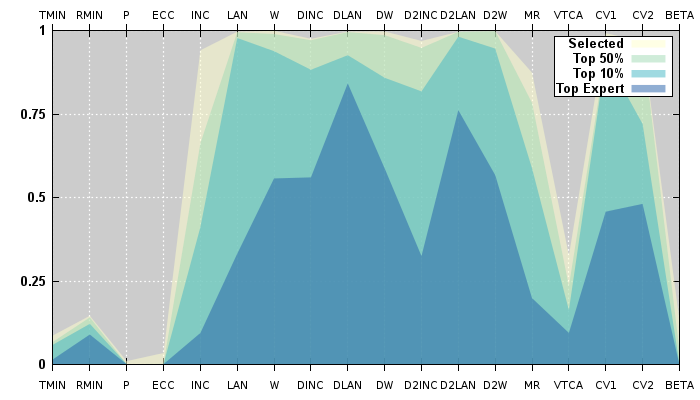 TMIN RMIN P ECC INC LAN W DINC DLAN DW D2INC D2LAN D2W MR VTCA CV1 CV2 BETA
1
Selected
Top 50%
Top 10%
Top Expert
0.75
0.5
0.25
0
TMIN RMIN P ECC INC LAN W DINC DLAN DW D2INC D2LAN D2W MR VTCA CV1 CV2 BETA